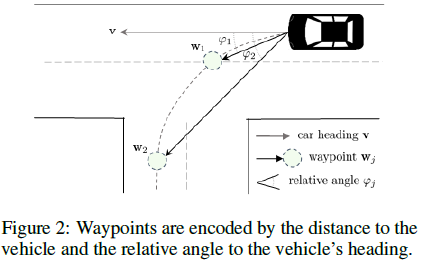 v
φ₁
w₁
φ₂
w₂
car heading v
waypoint wⱼ
relative angle φⱼ
Figure 2: Waypoints are encoded by the distance to the
vehicle and the relative angle to the vehicle's heading.